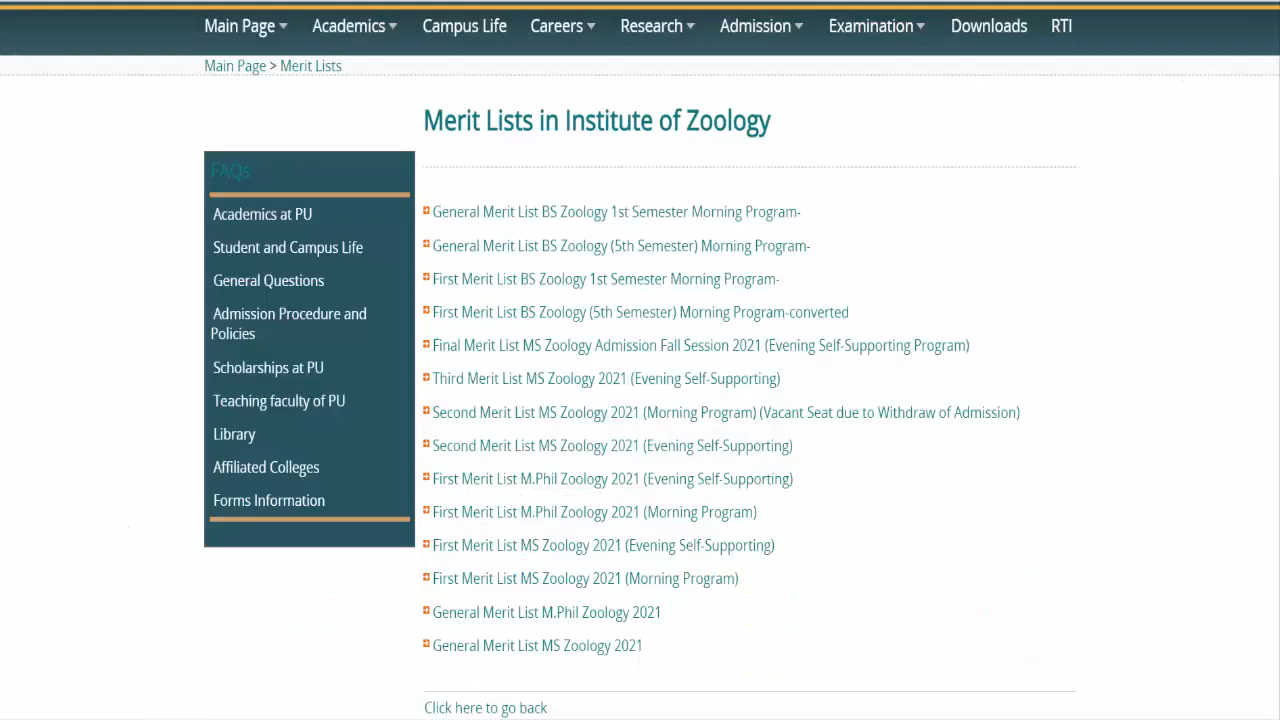 Main Page Academics Campus Life Careers Research Admission Examination Downloads RTI
Main Page > Merit Lists
Merit Lists in Institute of Zoology
FAQs
Academics at PU
Student and Campus Life
General Questions
Admission Procedure and
Policies
Scholarships at PU
Teaching faculty of PU
Library
Affiliated Colleges
Forms Information
General Merit List BS Zoology 1st Semester Morning Program-
General Merit List BS Zoology (5th Semester) Morning Program-
First Merit List BS Zoology 1st Semester Morning Program-
First Merit List BS Zoology (5th Semester) Morning Program-converted
Final Merit List MS Zoology Admission Fall Session 2021 (Evening Self-Supporting Program)
Third Merit List MS Zoology 2021 (Evening Self-Supporting)
Second Merit List MS Zoology 2021 (Morning Program) (Vacant Seat due to Withdraw of Admission)
Second Merit List MS Zoology 2021 (Evening Self-Supporting)
First Merit List M.Phil Zoology 2021 (Evening Self-Supporting)
First Merit List M.Phil Zoology 2021 (Morning Program)
First Merit List MS Zoology 2021 (Evening Self-Supporting)
First Merit List MS Zoology 2021 (Morning Program)
General Merit List M.Phil Zoology 2021
General Merit List MS Zoology 2021
Click here to go back